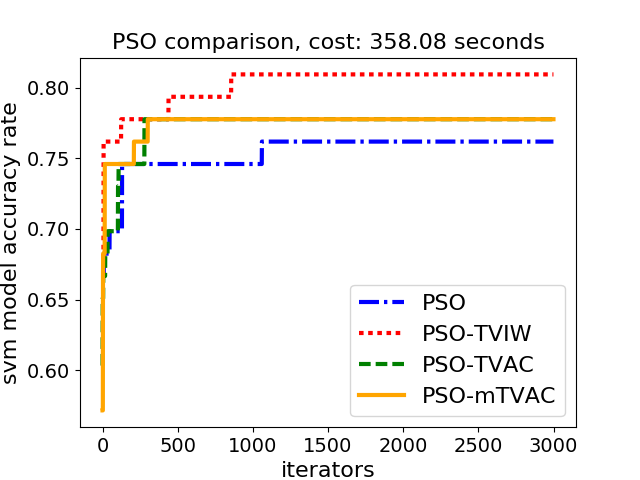 PSO comparison, cost: 358.08 seconds
svm model accuracy rate
0.80
0.75
0.70
0.65
0.60
PSO
PSO-TVIW
PSO-TVAC
PSO-mTVAC
0 500 1000 1500 2000 2500 3000
iterators